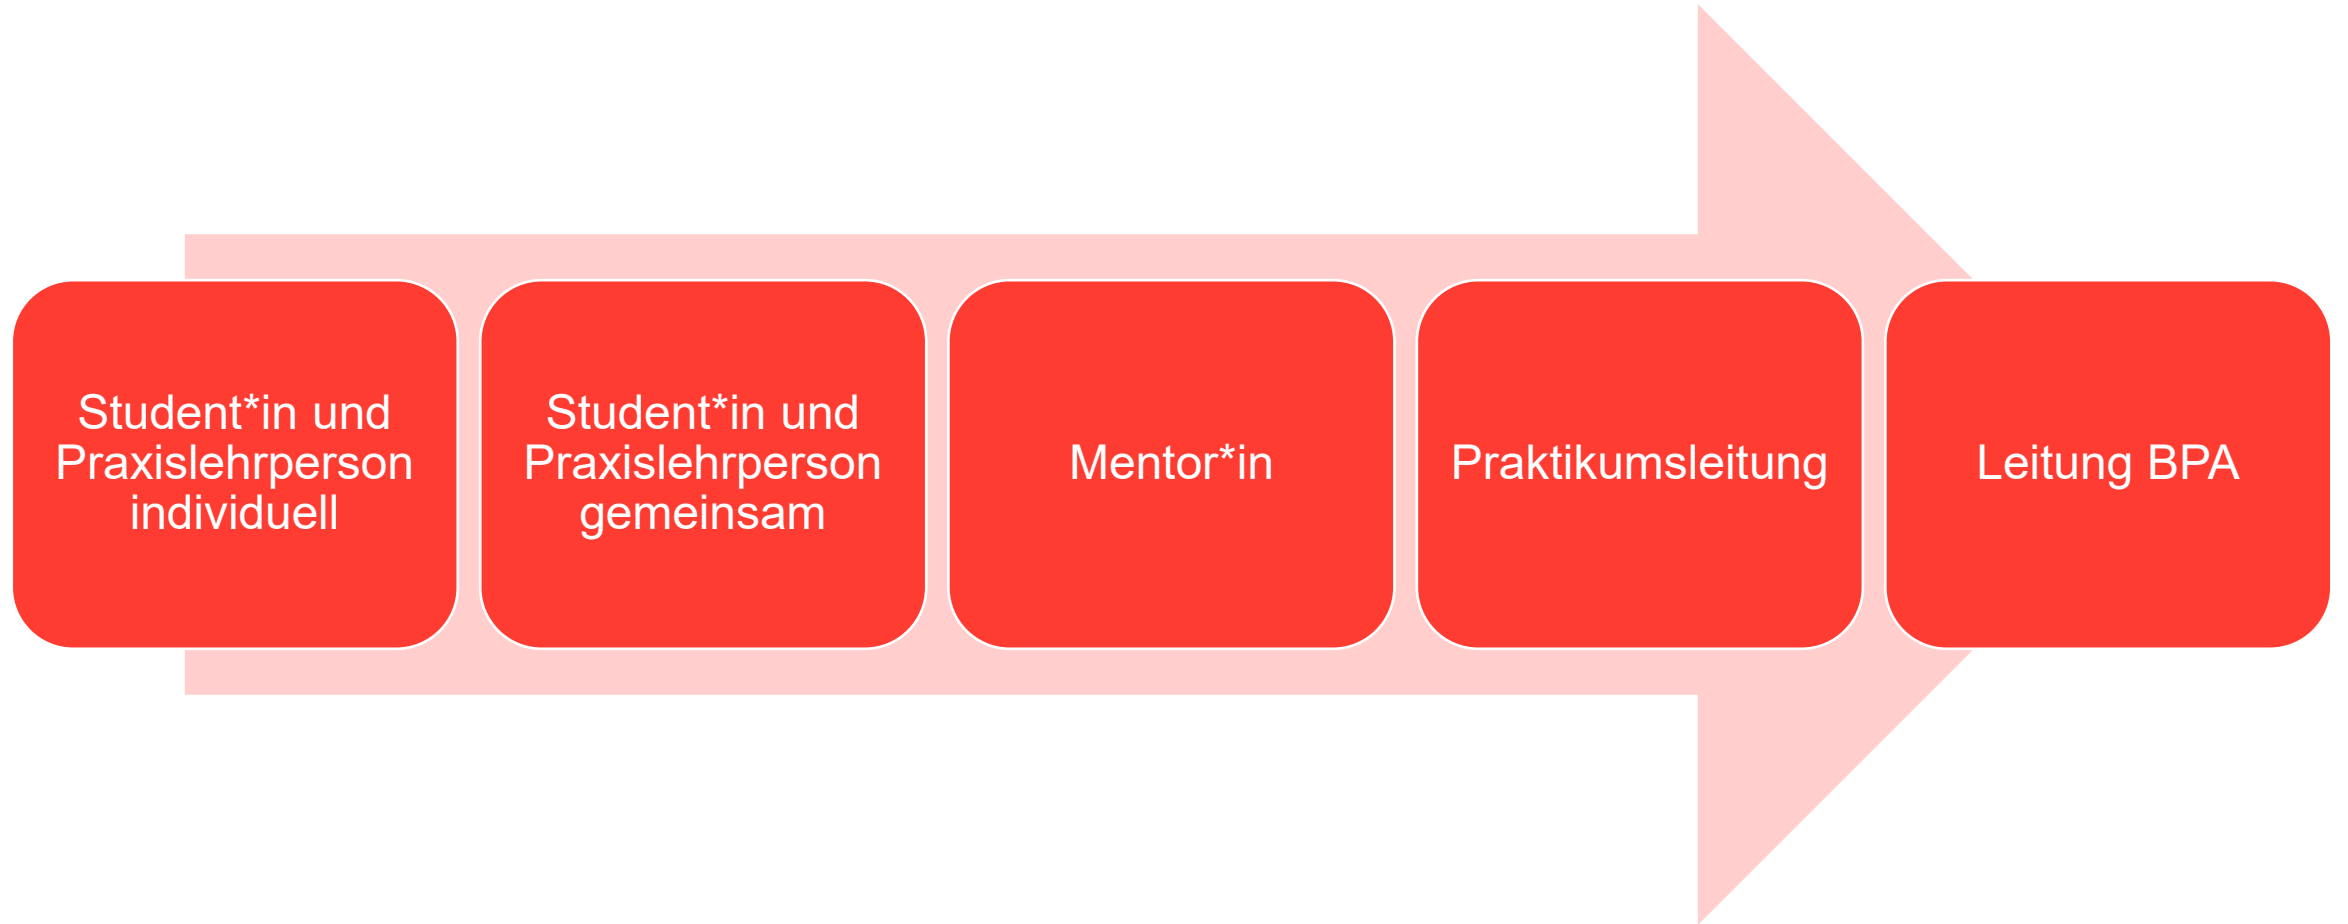 Student*in und
Praxislehrperson
individuell
Student*in und
Praxislehrperson
gemeinsam
Mentor*in
Praktikumsleitung
Leitung BPA